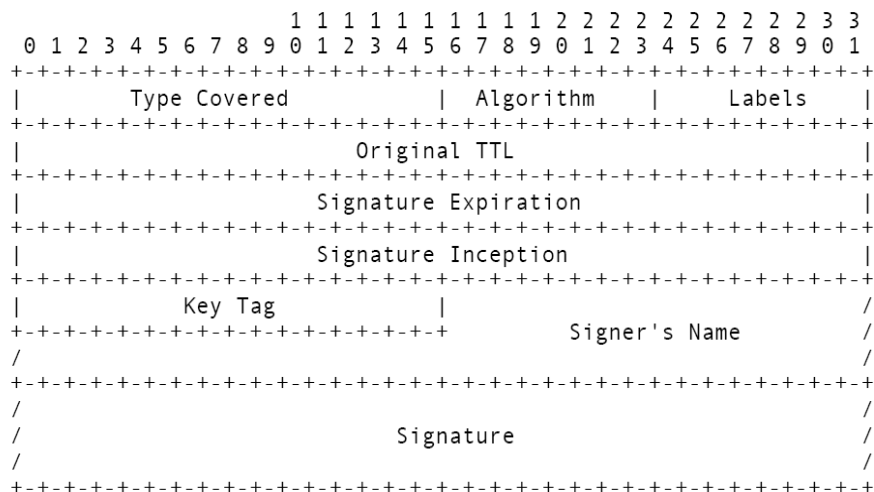 1 1 1 1 1 1 1 1 1 1 2 2 2 2 2 2 2 2 2 2 3 3
 0 1 2 3 4 5 6 7 8 9 0 1 2 3 4 5 6 7 8 9 0 1 2 3 4 5 6 7 8 9 0 1
+-+-+-+-+-+-+-+-+-+-+-+-+-+-+-+-+-+-+-+-+-+-+-+-+-+-+-+-+-+-+-+-+
|        Type Covered           |  Algorithm    |     Labels    |
+-+-+-+-+-+-+-+-+-+-+-+-+-+-+-+-+-+-+-+-+-+-+-+-+-+-+-+-+-+-+-+-+
|                         Original TTL                          |
+-+-+-+-+-+-+-+-+-+-+-+-+-+-+-+-+-+-+-+-+-+-+-+-+-+-+-+-+-+-+-+-+
|                      Signature Expiration                     |
+-+-+-+-+-+-+-+-+-+-+-+-+-+-+-+-+-+-+-+-+-+-+-+-+-+-+-+-+-+-+-+-+
|                      Signature Inception                      |
+-+-+-+-+-+-+-+-+-+-+-+-+-+-+-+-+-+-+-+-+-+-+-+-+-+-+-+-+-+-+-+-+
|            Key Tag            |                               /
+-+-+-+-+-+-+-+-+-+-+-+-+-+-+-+-+         Signer's Name         /
/                                                               /
+-+-+-+-+-+-+-+-+-+-+-+-+-+-+-+-+-+-+-+-+-+-+-+-+-+-+-+-+-+-+-+-+
/                                                               /
/                            Signature                          /
/                                                               /
+-+-+-+-+-+-+-+-+-+-+-+-+-+-+-+-+-+-+-+-+-+-+-+-+-+-+-+-+-+-+-+-+